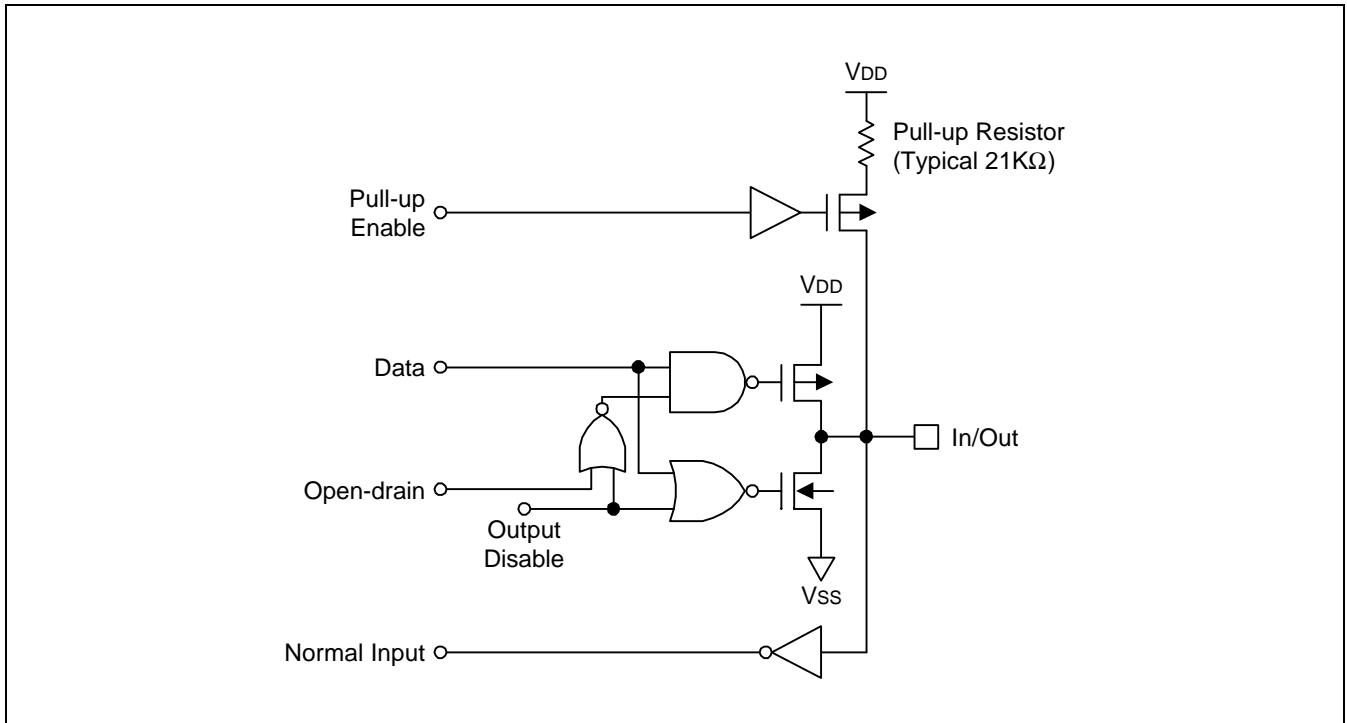 VDD
Pull-up Resistor
(Typical 21KΩ)
Pull-up
Enable
VDD
Data
In/Out
Open-drain
Output
Disable
VSS
Normal Input